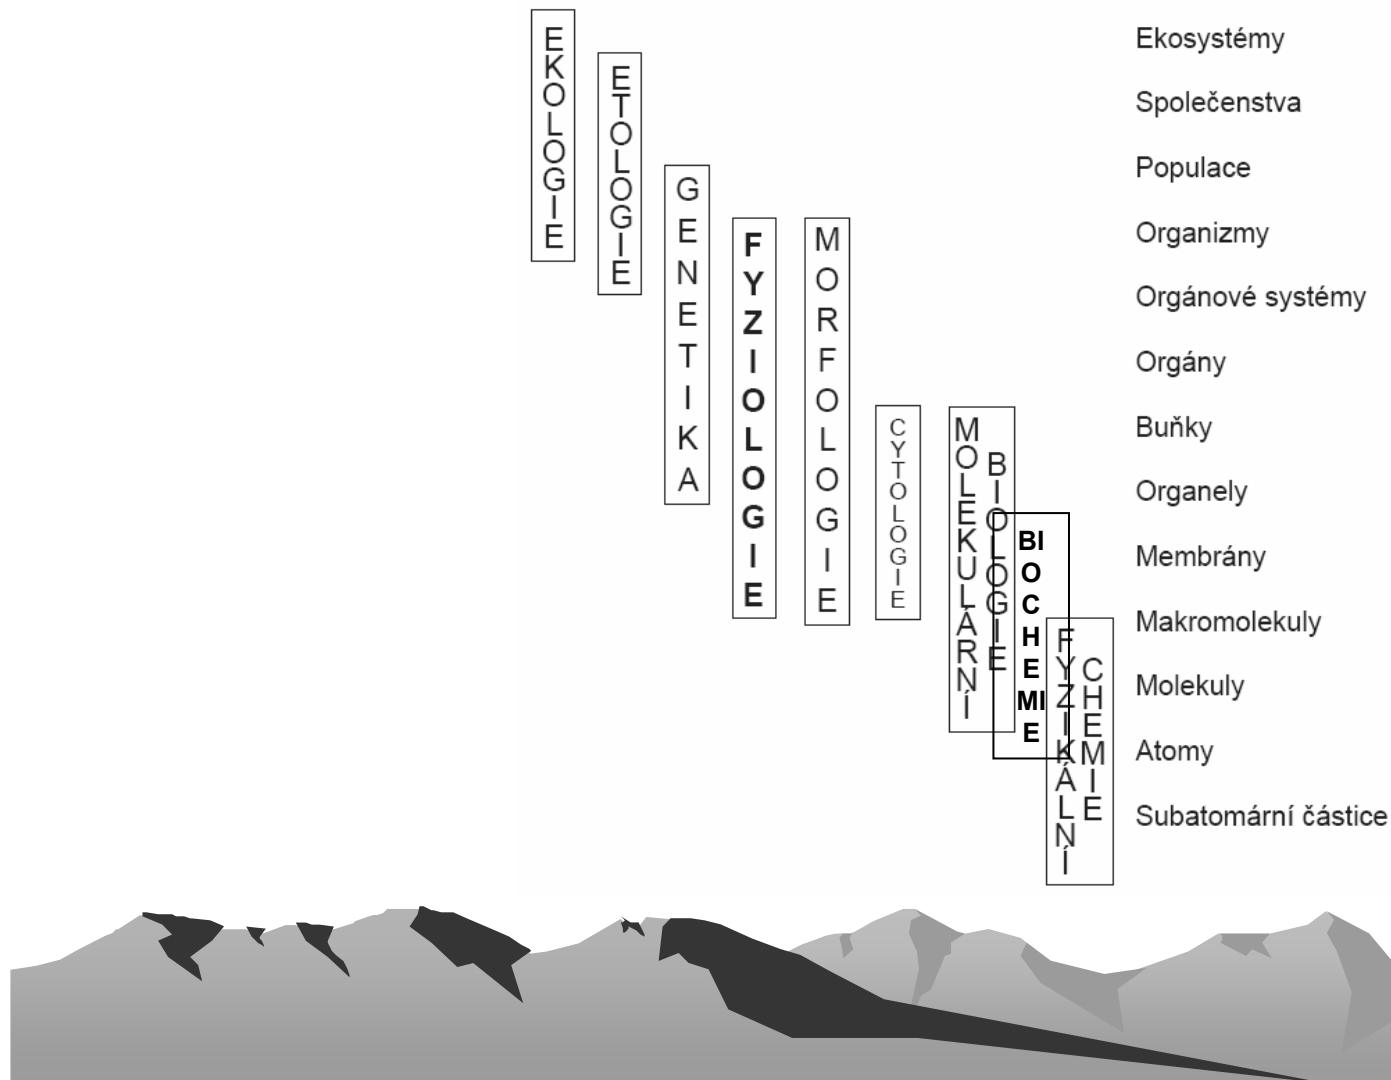 EKOLOGIE
ETOLOGIE
GENETIKA
FYZIOLOGIE
MORFOLOGIE
CYTOLOGIE
MOLEKULÁRNÍ
BIOLOGIE
BIOCHEMIE
FYZIKÁLNÍ
CHEMIE
Ekosystémy
Společenstva
Populace
Organizmy
Orgánové systémy
Orgány
Buňky
Organely
Membrány
Makromolekuly
Molekuly
Atomy
Subatomární částice